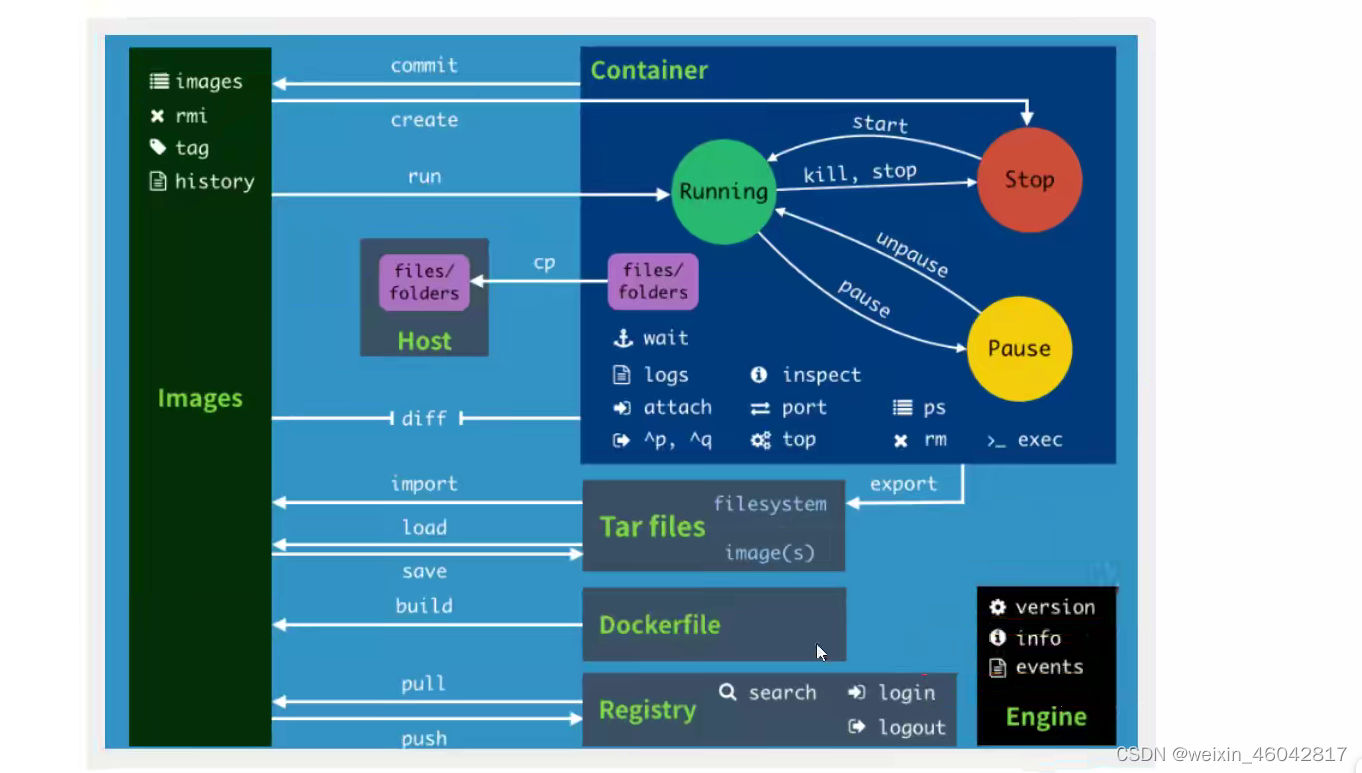 images
rmi
tag
history
Images
commit
create
run
cp
files/
folders
Host
diff
import
load
save
build
pull
push
Container
start
Running
kill, stop
Stop
unpause
pause
Pause
files/
folders
wait
logs
inspect
attach
port
ps
^p, ^q
top
rm
>_ exec
export
Tar files
filesystem
image(s)
Dockerfile
Registry
search
login
logout
version
info
events
Engine
CSDN @weixin_46042817